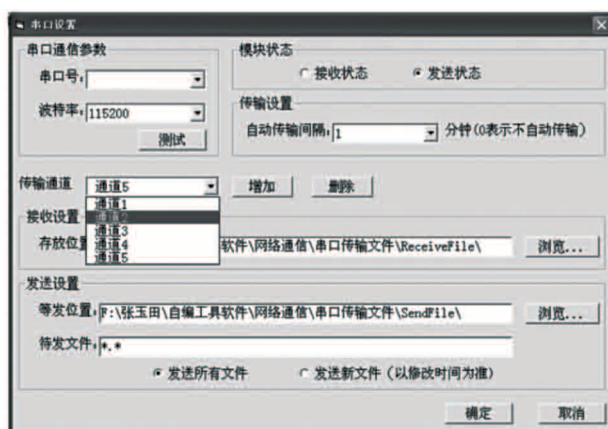 串口设置
串口通信参数
串口号:
波特率: 115200
测试
模块状态
接收状态 发送状态
传输设置
自动传输间隔: 1 分钟(0表示不自动传输)
传输通道 通道5 增加 删除
通道1
通道2
通道3
通道4
通道5
接收设置
存放位 软件\网络通信\串口传输文件\ReceiveFile\ 浏览...
发送设置
等发位置: F:\张玉田\自编工具软件\网络通信\串口传输文件\SendFile\ 浏览...
待发文件: *.*
发送所有文件 发送新文件(以修改时间为准)
确定 取消